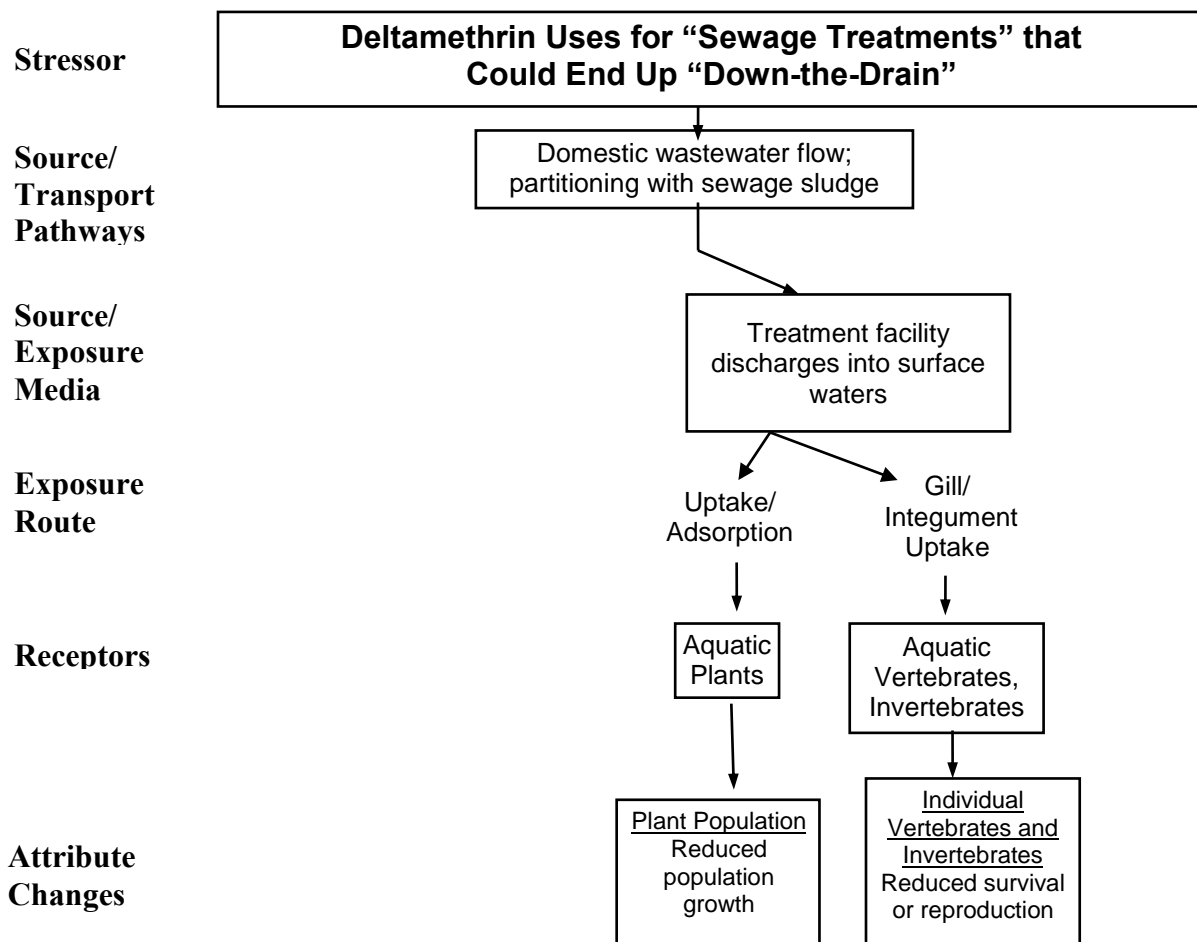 Stressor
Deltamethrin Uses for “Sewage Treatments” that
Could End Up “Down-the-Drain”
Source/
Transport
Pathways
Domestic wastewater flow;
partitioning with sewage sludge
Source/
Exposure
Media
Treatment facility
discharges into surface
waters
Exposure
Route
Uptake/
Adsorption
Gill/
Integument
Uptake
Receptors
Aquatic
Plants
Aquatic
Vertebrates,
Invertebrates
Attribute
Changes
Plant Population
Reduced
population
growth
Individual
Vertebrates and
Invertebrates
Reduced survival
or reproduction